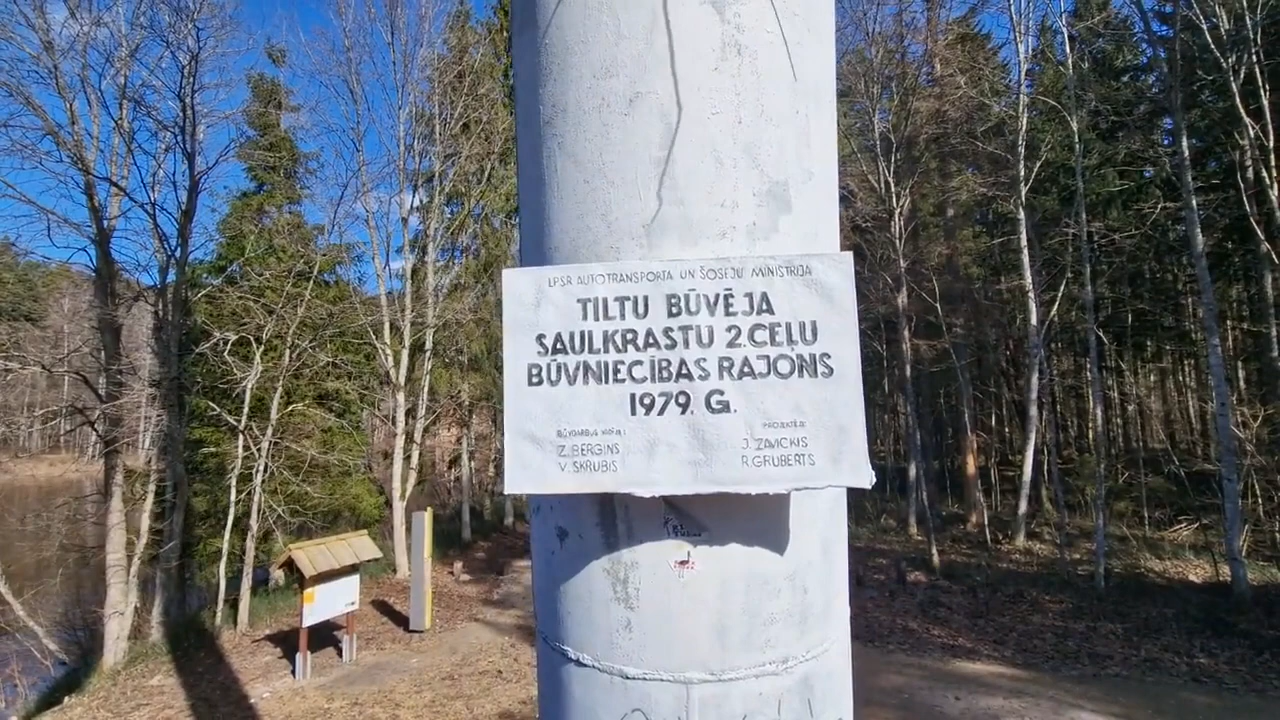 LPSR AUTOTRANSPORTA UN ŠOSEJU MINISTRIJA
TILTU BŪVĒJA
SAULKRASTU 2.CEĻU
BŪVNIECĪBAS RAJONS
1979. G.
BŪVDARBUS VADĪJA:
Z. BERGINS
V. SKRUBIS
PROJEKTĒJA:
J. ZAVICKIS
R.GRUBERTS